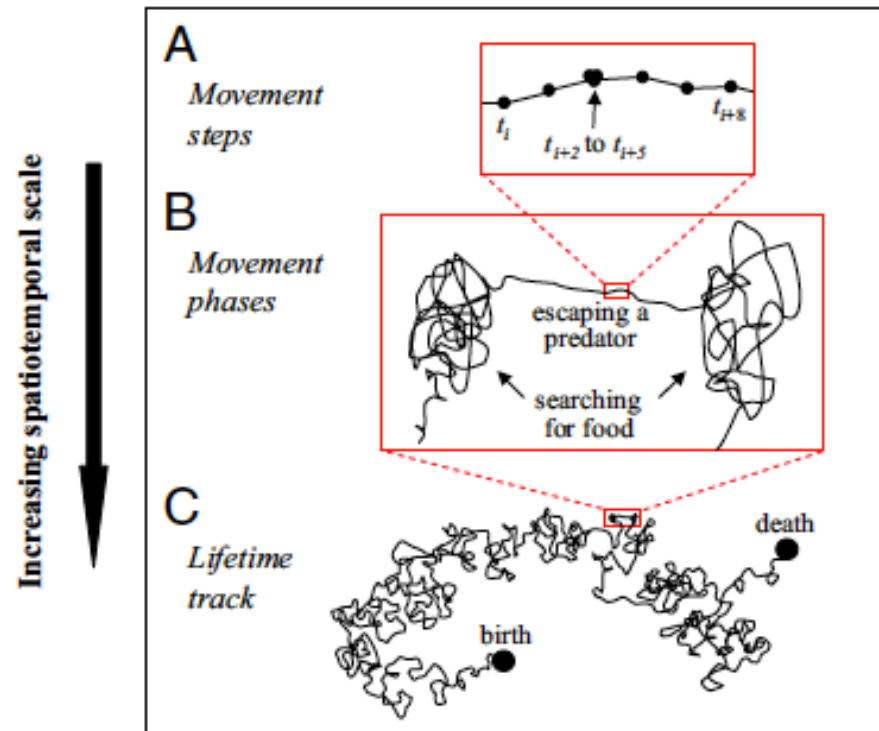 Increasing spatiotemporal scale
A
Movement
steps
t_i
t_{i+2} to t_{i+5}
t_{i+8}
B
Movement
phases
escaping a
predator
searching
for food
C
Lifetime
track
birth
death